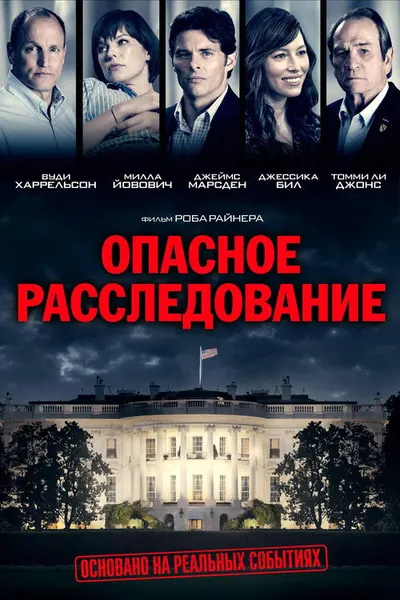 ВУДИ ХАРРЕЛЬСОН
МИЛЛА ЙОВОВИЧ
ДЖЕЙМС МАРСДЕН
ДЖЕССИКА БИЛ
ТОММИ ЛИ ДЖОНС
ФИЛЬМ РОБА РАЙНЕРА
ОПАСНОЕ
РАССЛЕДОВАНИЕ
ОСНОВАНО НА РЕАЛЬНЫХ СОБЫТИЯХ